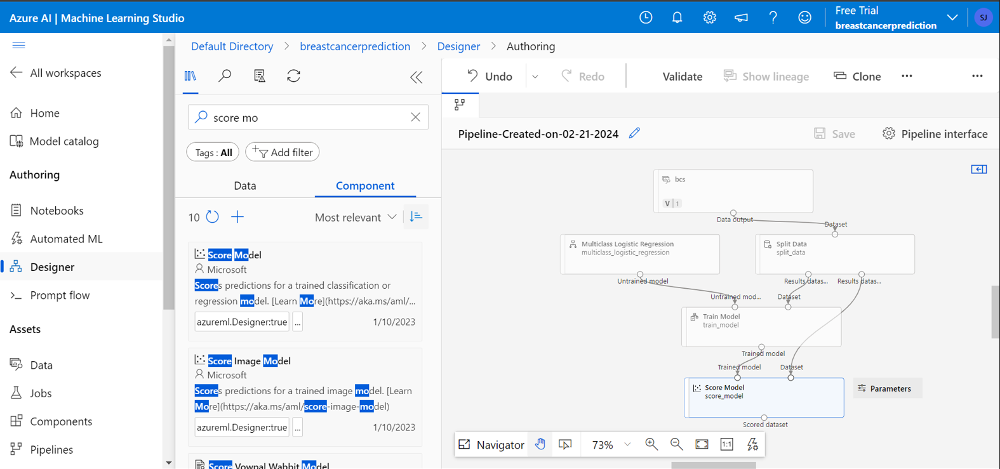 Azure AI | Machine Learning Studio
Free Trial
breastcancerprediction
SJ
All workspaces
Home
Model catalog
Authoring
Notebooks
Automated ML
Designer
Prompt flow
Assets
Data
Jobs
Components
Pipelines
Default Directory > breastcancerprediction > Designer > Authoring
score mo
Tags : All
Add filter
Data
Component
10
Most relevant
Score Model
Microsoft
Scores predictions for a trained classification or
regression model. [Learn More](https://aka.ms/aml/...
azureml.Designer:true
...
1/10/2023
Score Image Model
Microsoft
Scores predictions for a trained image model. [Learn
More](https://aka.ms/aml/score-image-model)
azureml.Designer:true
...
1/10/2023
Score Vowpal Wabbit Model
Undo
Redo
Validate
Show lineage
Clone
Pipeline-Created-on-02-21-2024
Save
Pipeline interface
bcs
V 1
Data output
Dataset
Multiclass Logistic Regression
multiclass_logistic_regression
Split Data
split_data
Untrained model
Results datas...
Results datas...
Untrained mod...
Dataset
Train Model
train_model
Trained model
Trained model
Dataset
Score Model
score_model
Parameters
Scored dataset
Navigator
73%
1:1